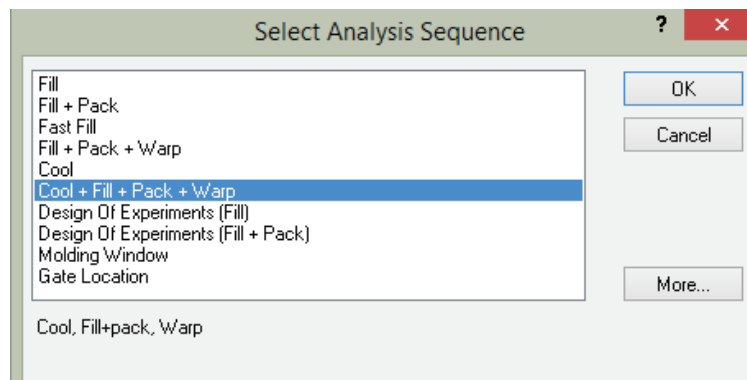 Select Analysis Sequence
?
×
Fill
Fill + Pack
Fast Fill
Fill + Pack + Warp
Cool
Cool + Fill + Pack + Warp
Design Of Experiments (Fill)
Design Of Experiments (Fill + Pack)
Molding Window
Gate Location
OK
Cancel
More...
Cool, Fill+pack, Warp